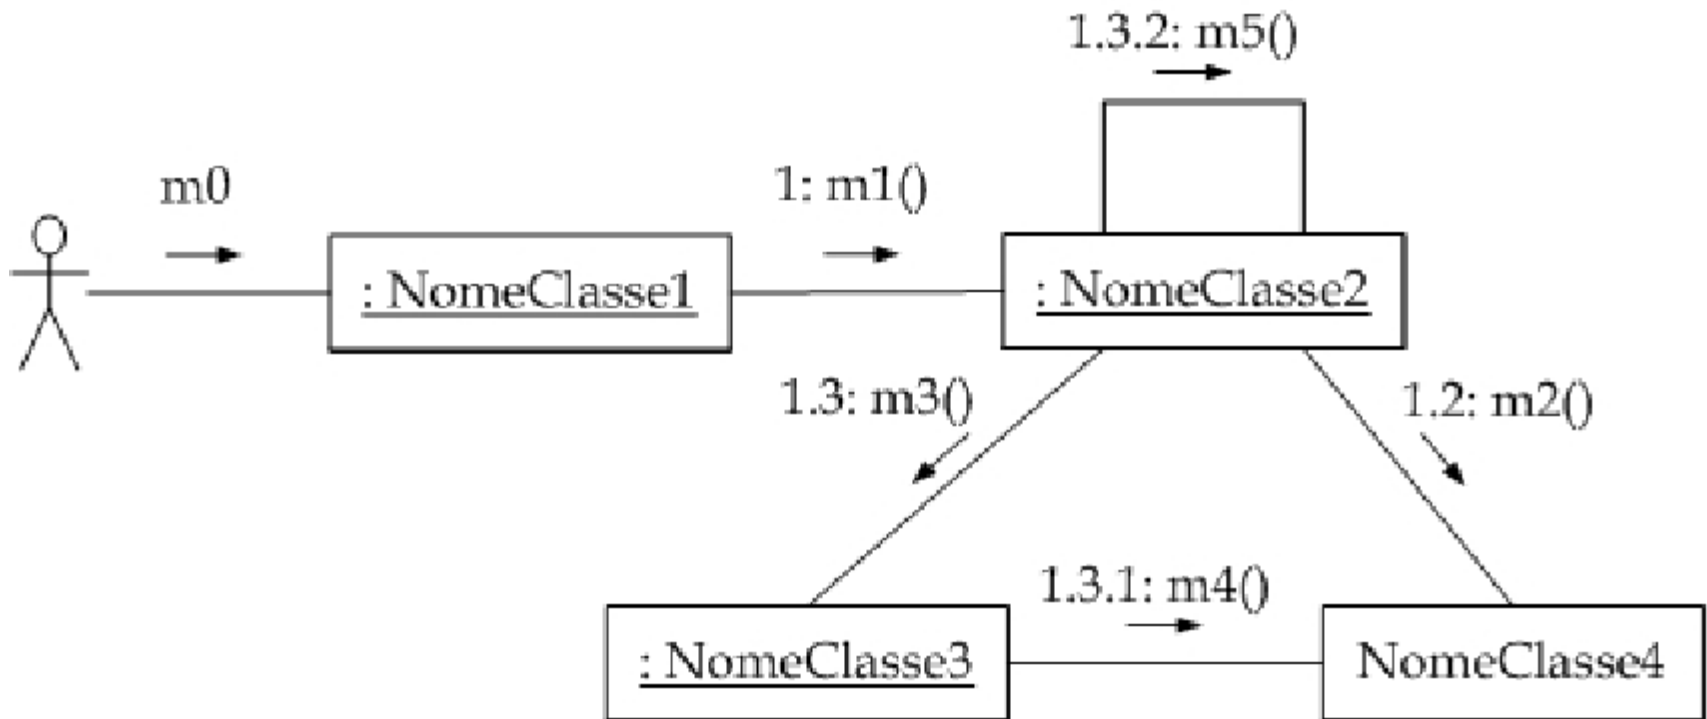 1.3.2: m5()
m0
1: m1()
: NomeClasse1
: NomeClasse2
1.3: m3()
1.2: m2()
1.3.1: m4()
: NomeClasse3
NomeClasse4